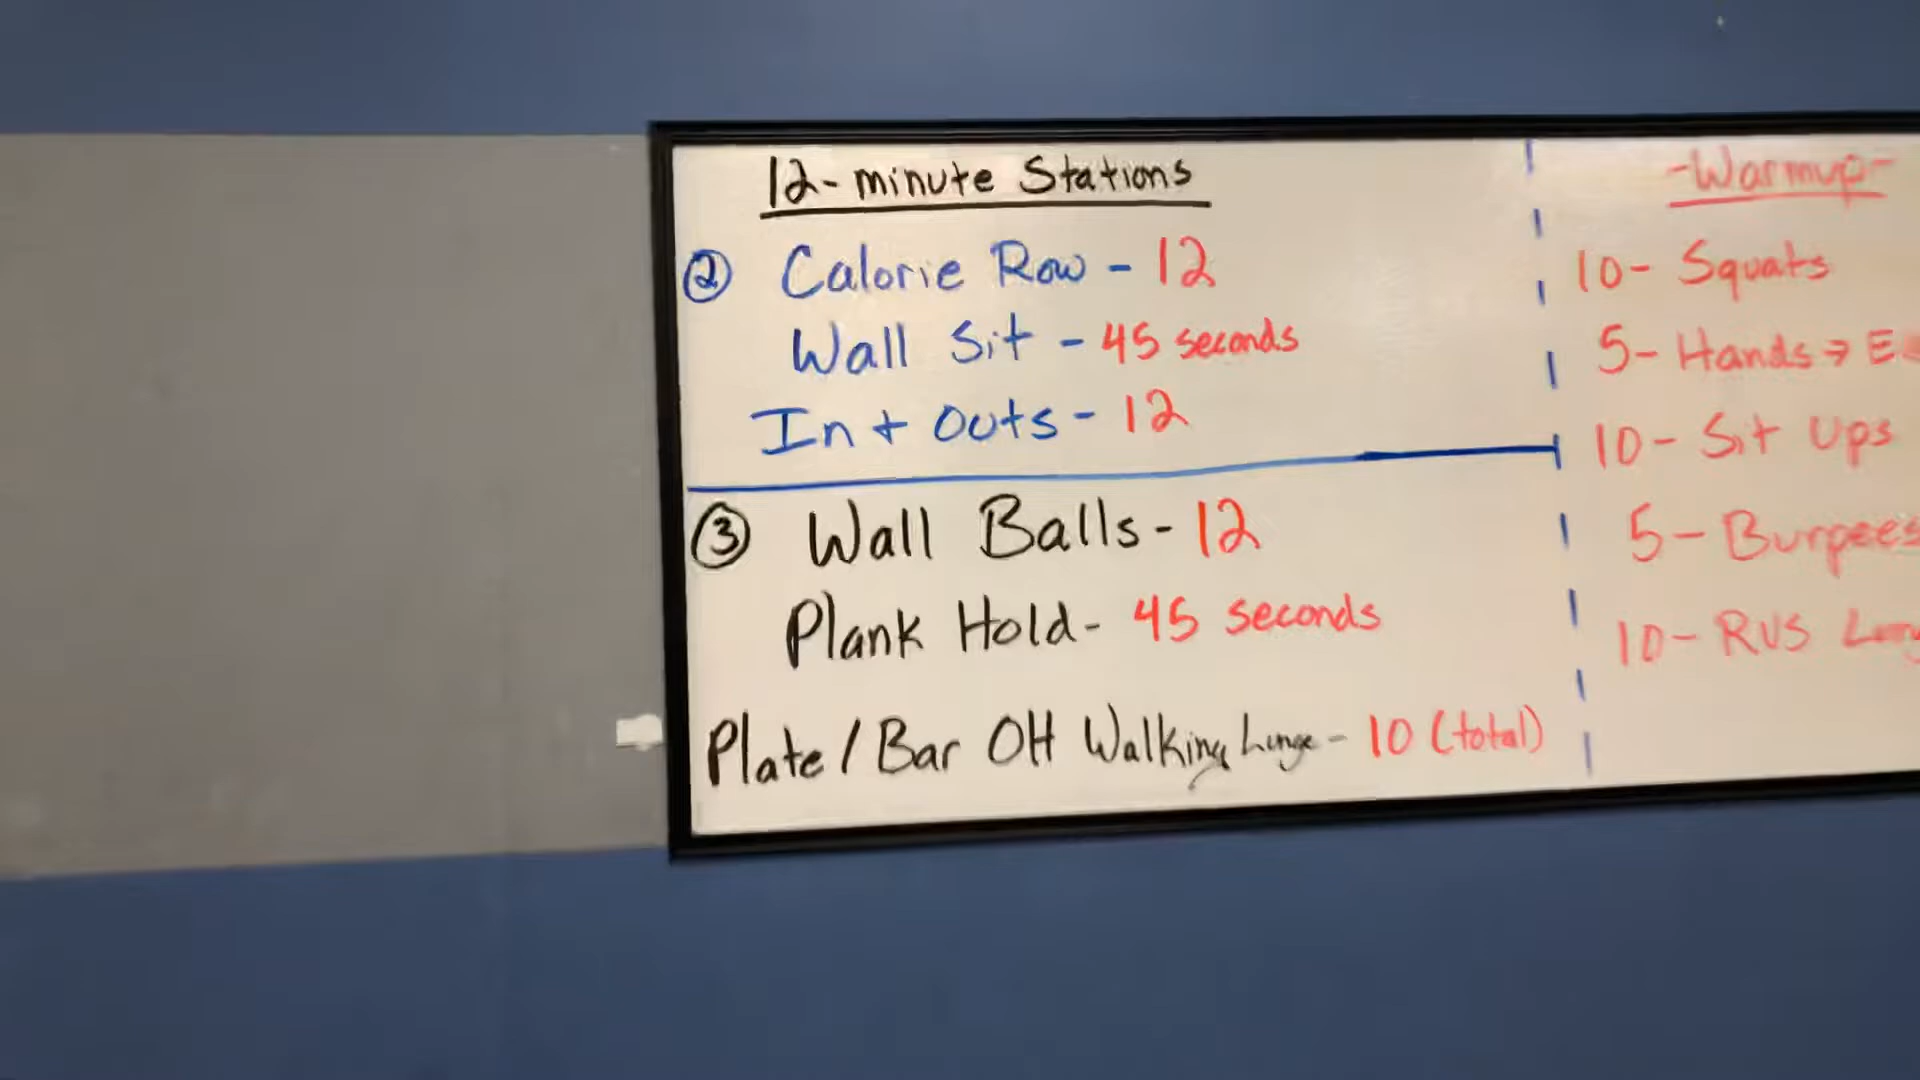 12-minute Stations
② Calorie Row - 12
Wall Sit - 45 seconds
In + Outs - 12
③ Wall Balls - 12
Plank Hold - 45 seconds
Plate / Bar OH Walking Lunge - 10 (total)
-Warmup-
10- Squats
5- Hands →
10- Sit Ups
5- Burpees
10- RVS